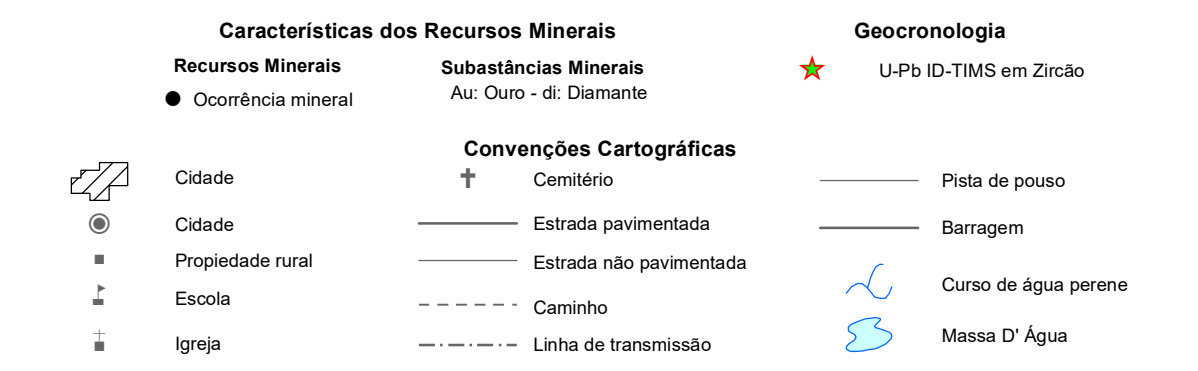 Características dos Recursos Minerais
Geocronologia
Recursos Minerais
Subastâncias Minerais
U-Pb ID-TIMS em Zircão
Ocorrência mineral
Au: Ouro - di: Diamante
Convenções Cartográficas
Cidade
Cemitério
Pista de pouso
Cidade
Estrada pavimentada
Barragem
Propiedade rural
Estrada não pavimentada
Escola
Caminho
Curso de água perene
Igreja
Linha de transmissão
Massa D' Água